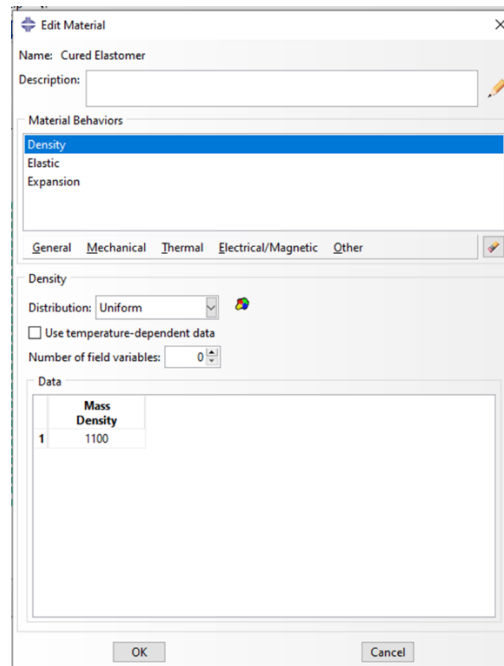 Edit Material
Name: Cured Elastomer
Description:
Material Behaviors
Density
Elastic
Expansion
General Mechanical Thermal Electrical/Magnetic Other
Density
Distribution: Uniform
Use temperature-dependent data
Number of field variables: 0
Data
Mass
Density
1 1100
OK Cancel